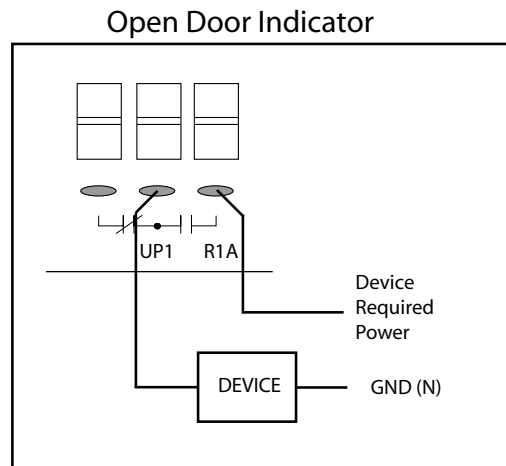 Open Door Indicator
UP1 R1A
Device
Required
Power
DEVICE GND (N)